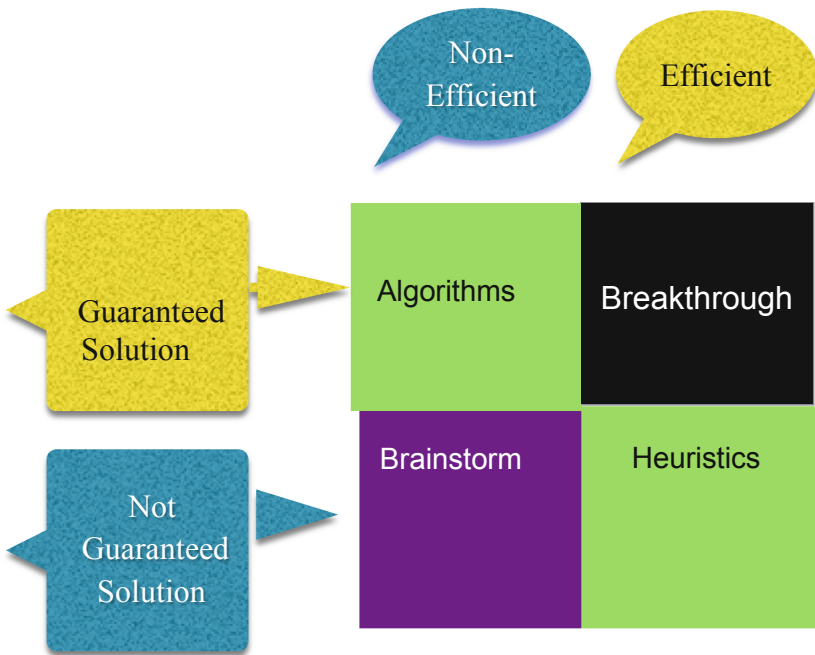 Non-
Efficient
Efficient
Guaranteed
Solution
Algorithms
Breakthrough
Not
Guaranteed
Solution
Brainstorm
Heuristics